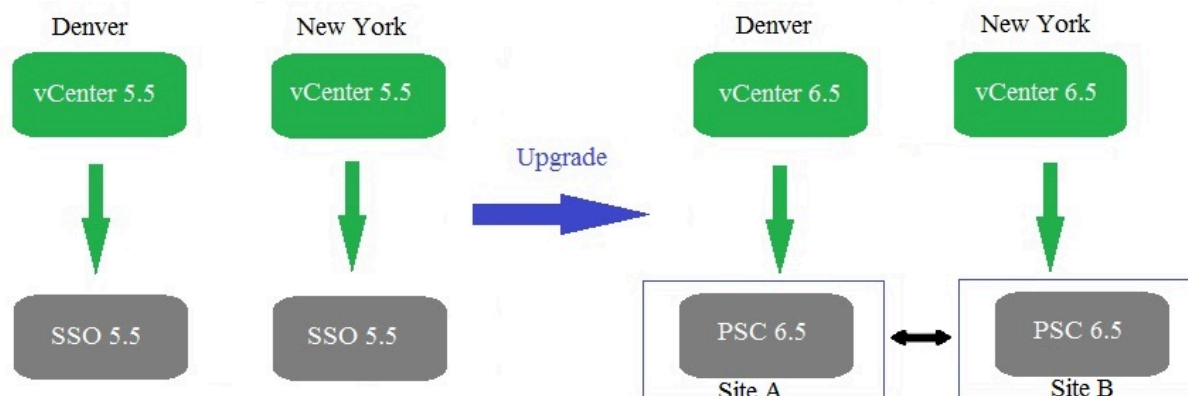 Denver
New York
Denver
New York
vCenter 5.5
vCenter 5.5
vCenter 6.5
vCenter 6.5
Upgrade
SSO 5.5
SSO 5.5
PSC 6.5
PSC 6.5
Site A
Site B